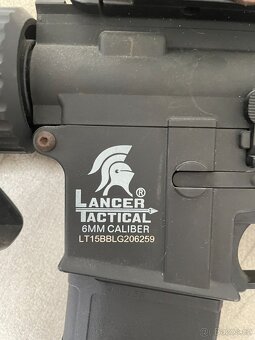 LANCER®
TACTICAL
6MM CALIBER
LT15BBLG206259